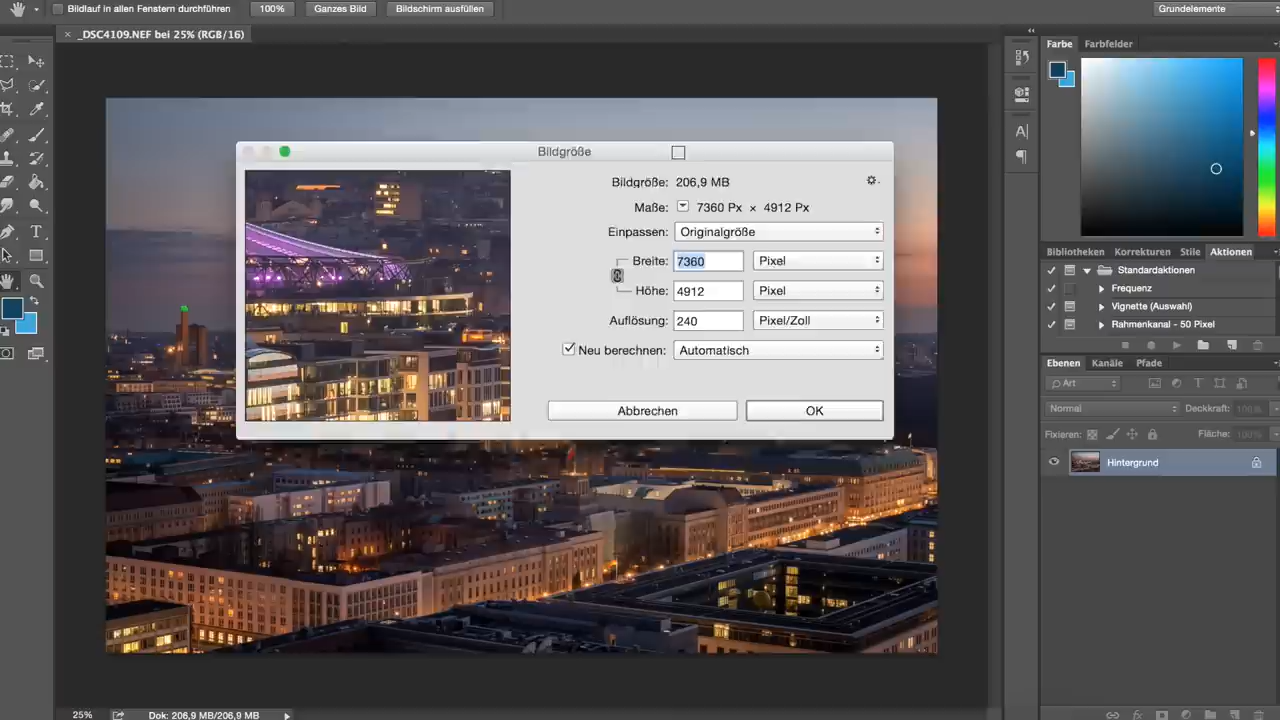 Bildlauf in allen Fenstern durchführen 100% Ganzes Bild Bildschirm ausfüllen Grundelemente
× _DSC4109.NEF bei 25% (RGB/16)
Farbe Farbfelder
Bildgröße
Bildgröße: 206,9 MB
Maße: 7360 Px × 4912 Px
Einpassen: Originalgröße
Breite: 7360 Pixel
Höhe: 4912 Pixel
Auflösung: 240 Pixel/Zoll
Neu berechnen: Automatisch
Abbrechen OK
Bibliotheken Korrekturen Stile Aktionen
Standardaktionen
Frequenz
Vignette (Auswahl)
Rahmenkanal - 50 Pixel
Ebenen Kanäle Pfade
Art
Normal Deckkraft: 100%
Fixieren: Fläche: 100%
Hintergrund
25% Dok: 206,9 MB/206,9 MB